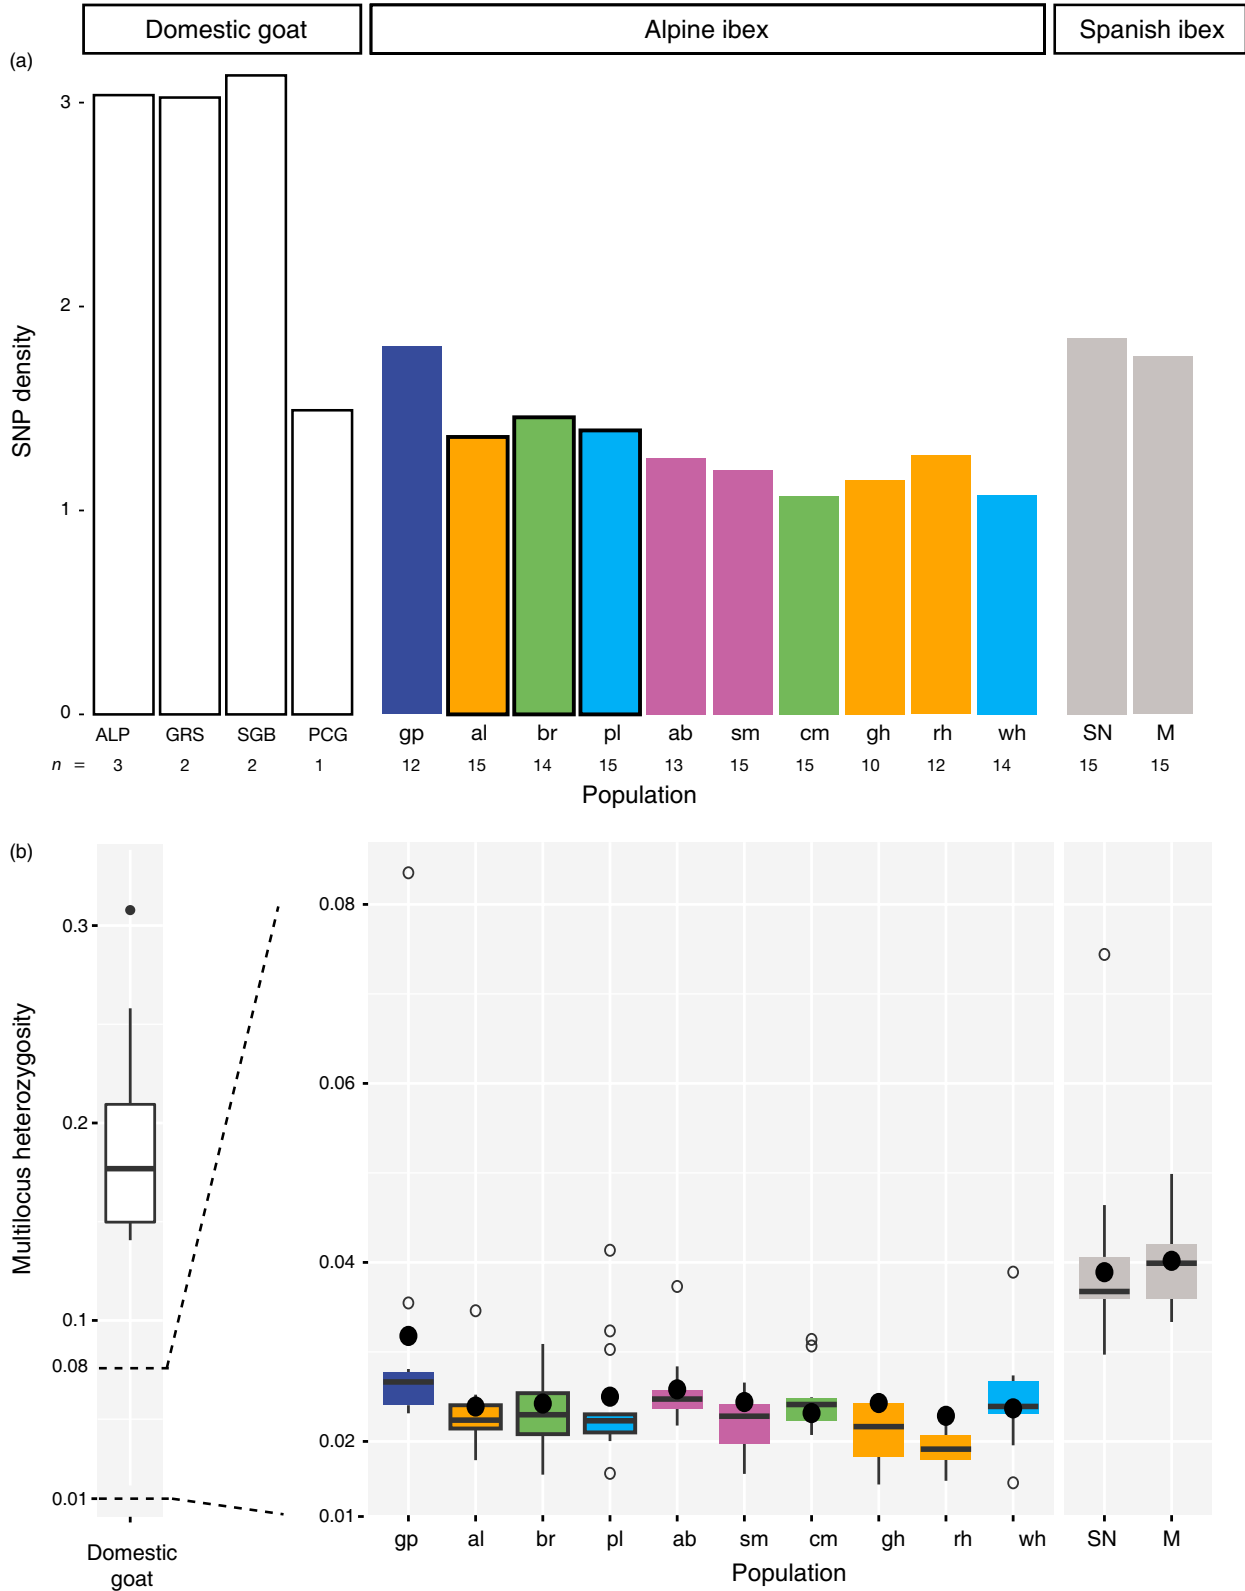 Domestic goat Alpine ibex Spanish ibex
(a)
SNP density
3
2
1
0
ALP GRS SGB PCG gp al br pl ab sm cm gh rh wh SN M
n = 3 2 2 1 12 15 14 15 13 15 15 10 12 14 15 15
Population
(b)
Multilocus heterozygosity
0.3
0.2
0.1
0.08
0.01
Domestic
goat
0.08
0.06
0.04
0.02
0.01
gp al br pl ab sm cm gh rh wh SN M
Population